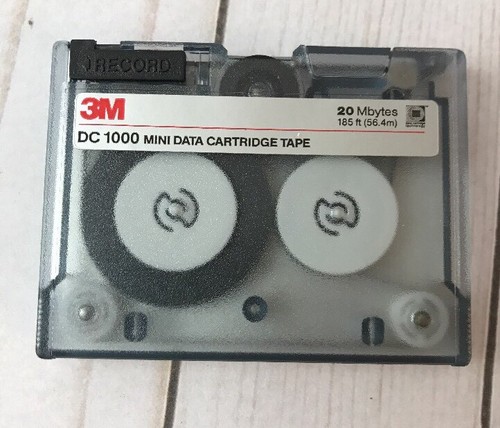 RECORD
3M
20 Mbytes
185 ft (56.4m)
DC 1000 MINI DATA CARTRIDGE TAPE